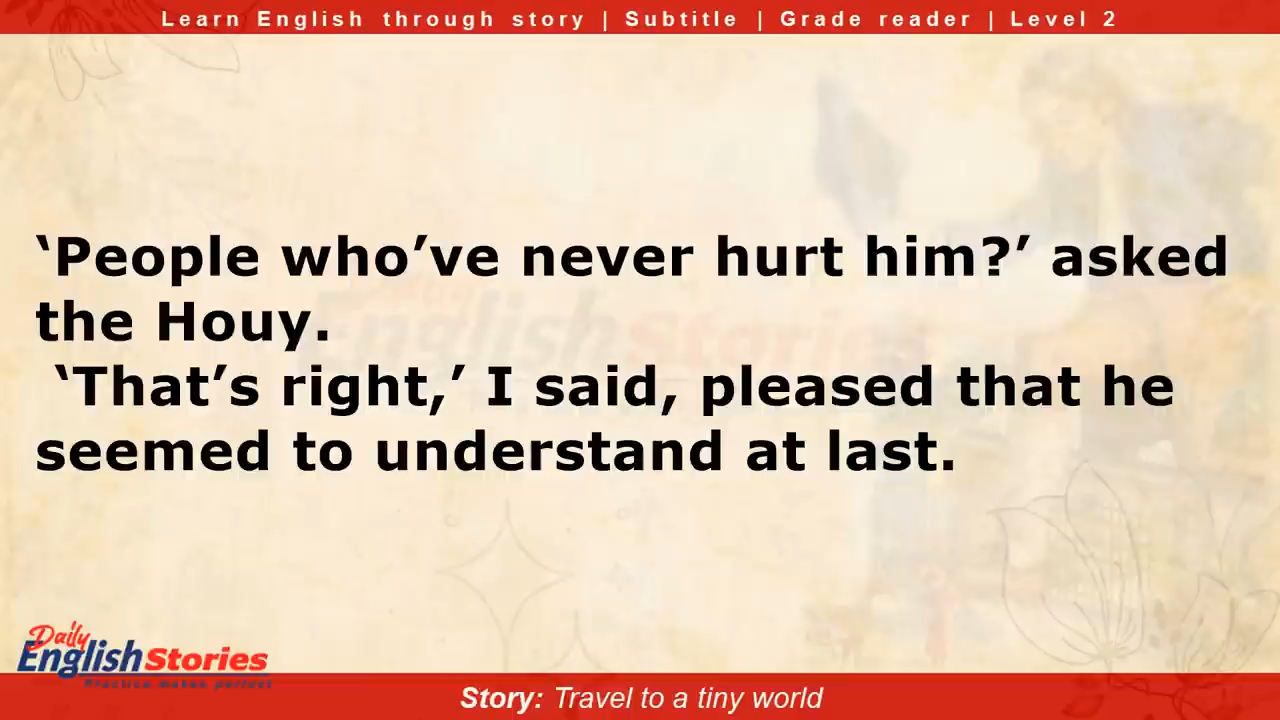 Learn English through story | Subtitle | Grade reader | Level 2
‘People who’ve never hurt him?’ asked
the Houy.
‘That’s right,’ I said, pleased that he
seemed to understand at last.
Daily
English Stories
Practice makes perfect
Story: Travel to a tiny world